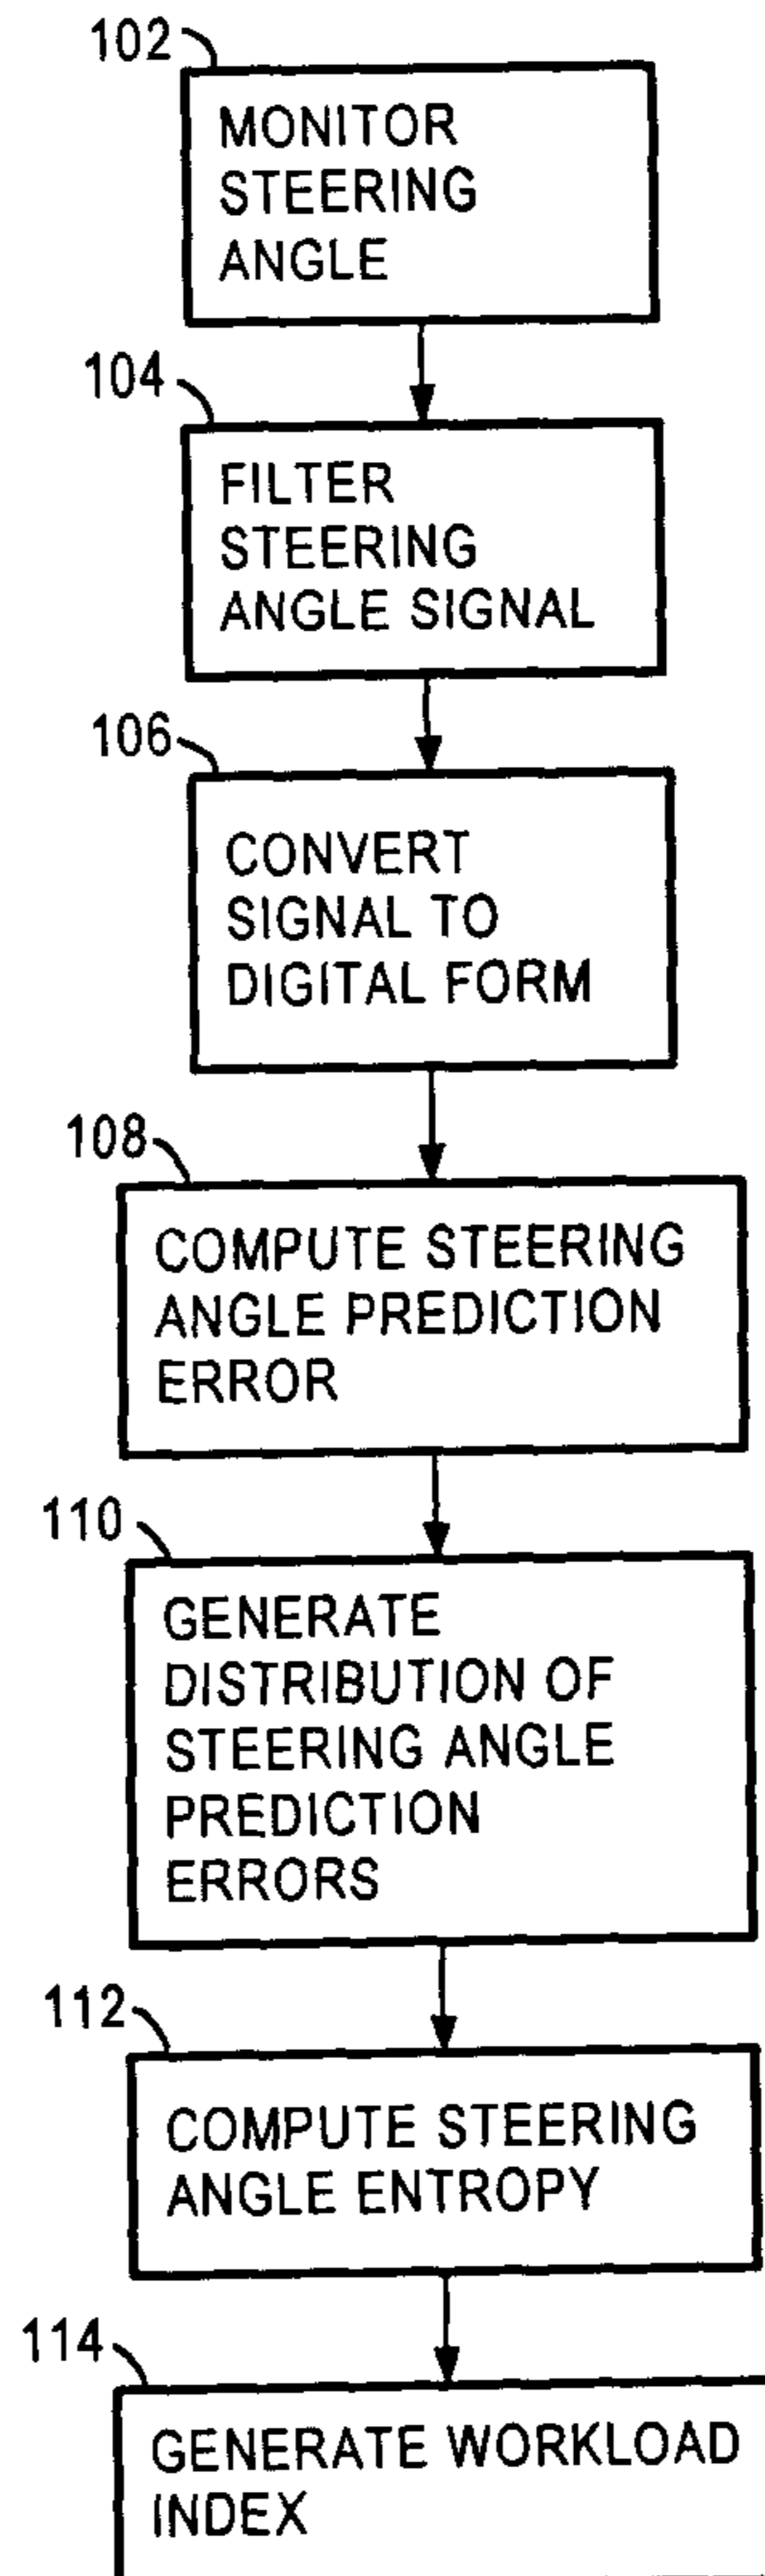 102
MONITOR
STEERING
ANGLE
104
FILTER
STEERING
ANGLE SIGNAL
106
CONVERT
SIGNAL TO
DIGITAL FORM
108
COMPUTE STEERING
ANGLE PREDICTION
ERROR
110
GENERATE
DISTRIBUTION OF
STEERING ANGLE
PREDICTION
ERRORS
112
COMPUTE STEERING
ANGLE ENTROPY
114
GENERATE WORKLOAD
INDEX